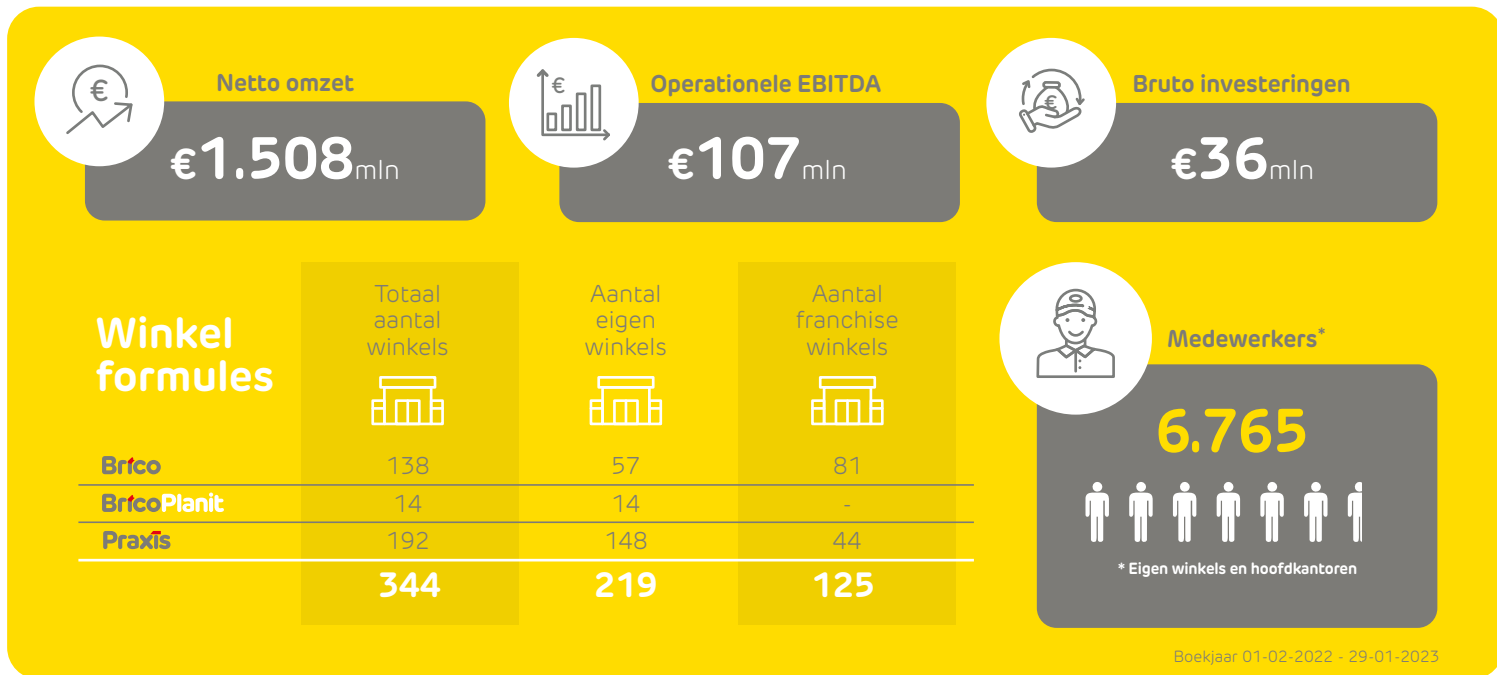 Netto omzet
€1.508mln
Operationele EBITDA
€107mln
Bruto investeringen
€36mln
Winkel
formules
Totaal
aantal
winkels
Aantal
eigen
winkels
Aantal
franchise
winkels
Brico 138 57 81
BricoPlanit 14 14 -
Praxis 192 148 44
344 219 125
Medewerkers*
6.765
* Eigen winkels en hoofdkantoren
Boekjaar 01-02-2022 - 29-01-2023